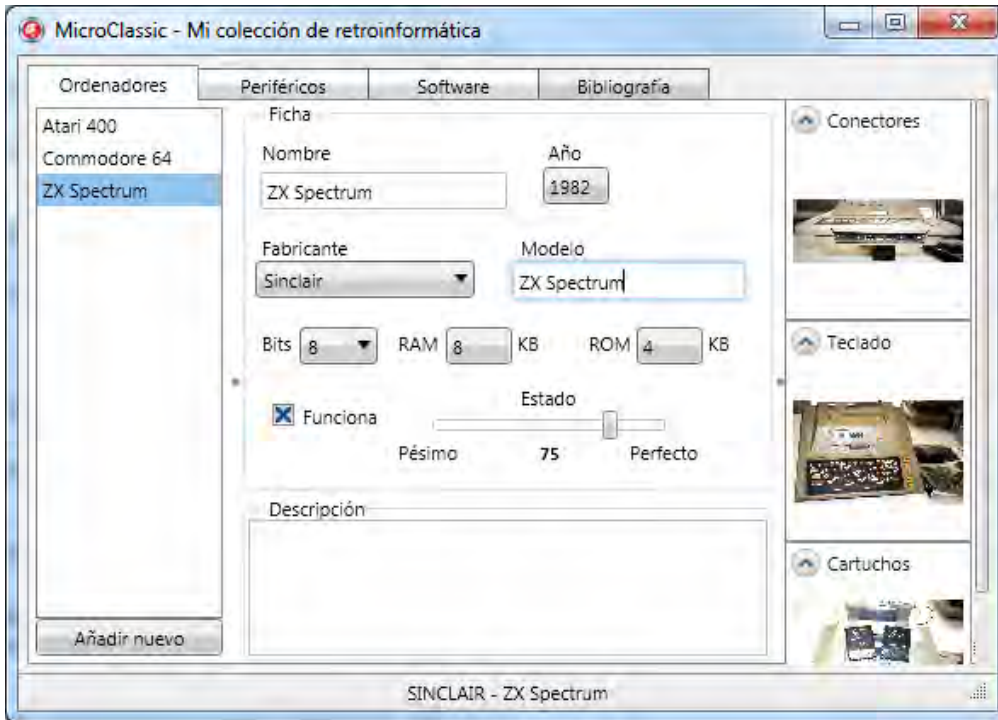 MicroClassic - Mi colección de retroinformática
Ordenadores
Periféricos
Software
Bibliografía
Atari 400
Commodore 64
ZX Spectrum
Añadir nuevo
Ficha
Nombre
Año
ZX Spectrum
1982
Fabricante
Modelo
Sinclair
ZX Spectrum
Bits 8 RAM 8 KB ROM 4 KB
Funciona
Estado
Pésimo 75 Perfecto
Descripción
Conectores
Teclado
Cartuchos
SINCLAIR - ZX Spectrum